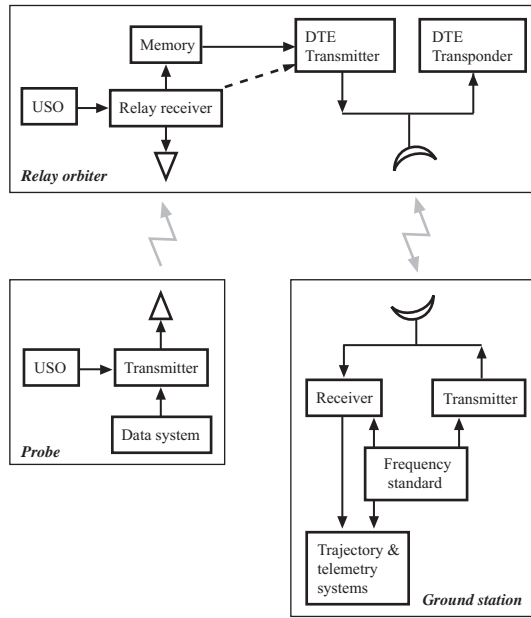 DTE
Transmitter
DTE
Transponder
Memory
USO
Relay receiver
Relay orbiter
USO
Transmitter
Data system
Probe
Receiver
Transmitter
Frequency
standard
Trajectory &
telemetry
systems
Ground station